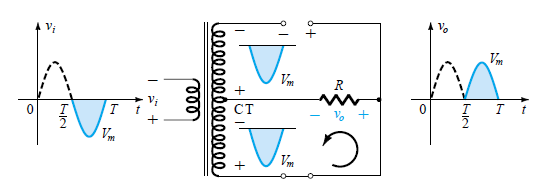 v_i
V_m
0 T/2 T t
− v_i +
− − +
V_m
+
CT
−
V_m
+
R
− v_o +
v_o
V_m
0 T/2 T t